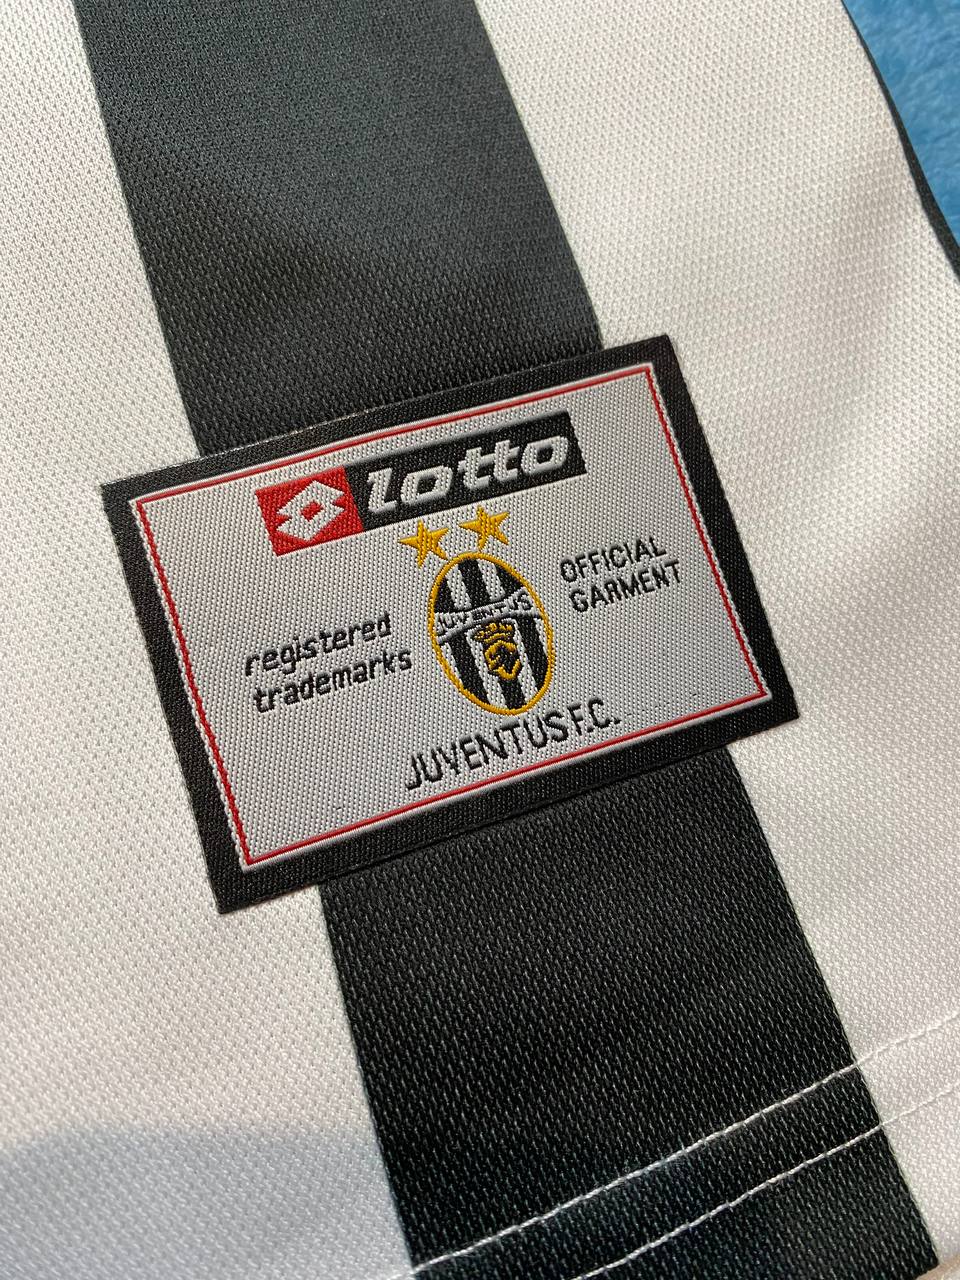 lotto
OFFICIAL
GARMENT
JUVENTUS
registered
trademarks
JUVENTUS F.C.